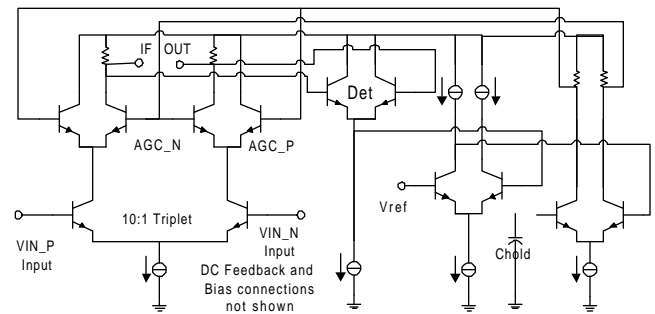 IF OUT
Det
AGC_N
AGC_P
Vref
10:1 Triplet
VIN_P
Input
VIN_N
Input
Chold
DC Feedback and
Bias connections
not shown